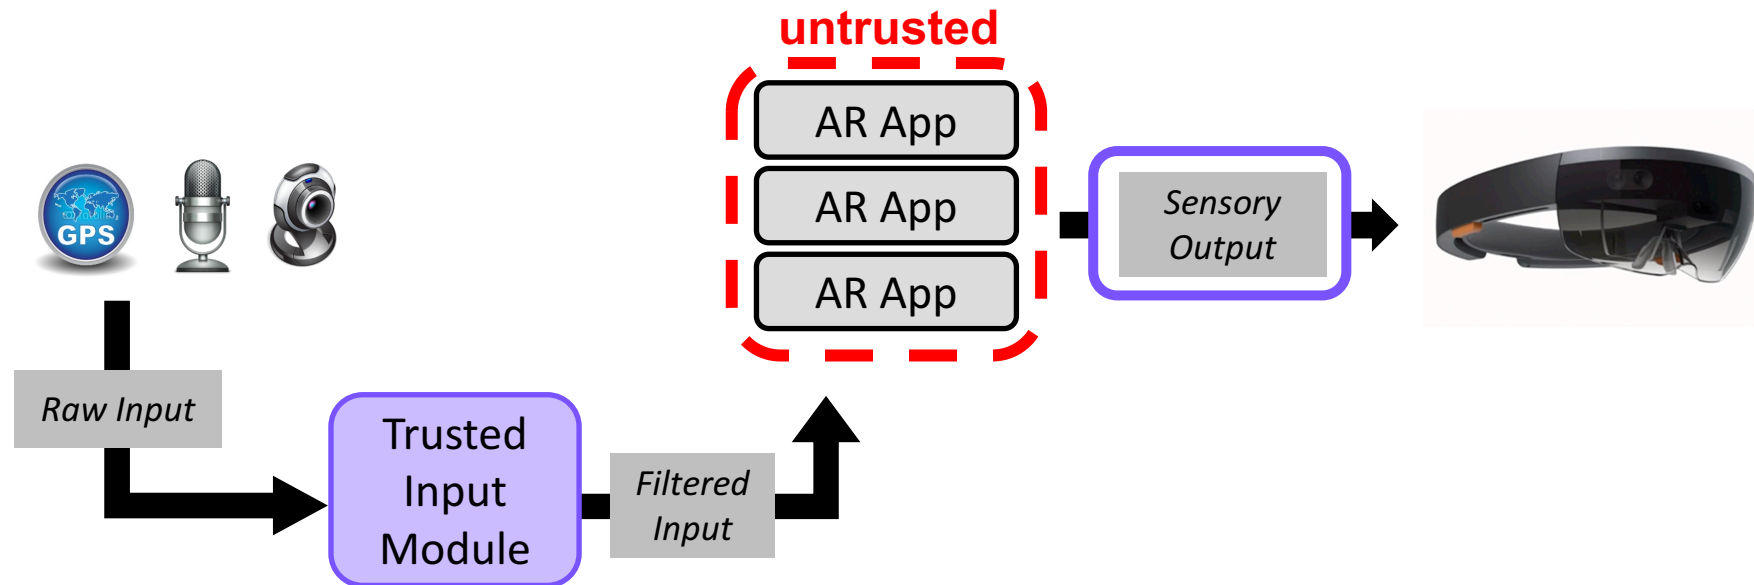 untrusted
AR App
AR App
AR App
Sensory
Output
GPS
Raw Input
Trusted
Input
Module
Filtered
Input